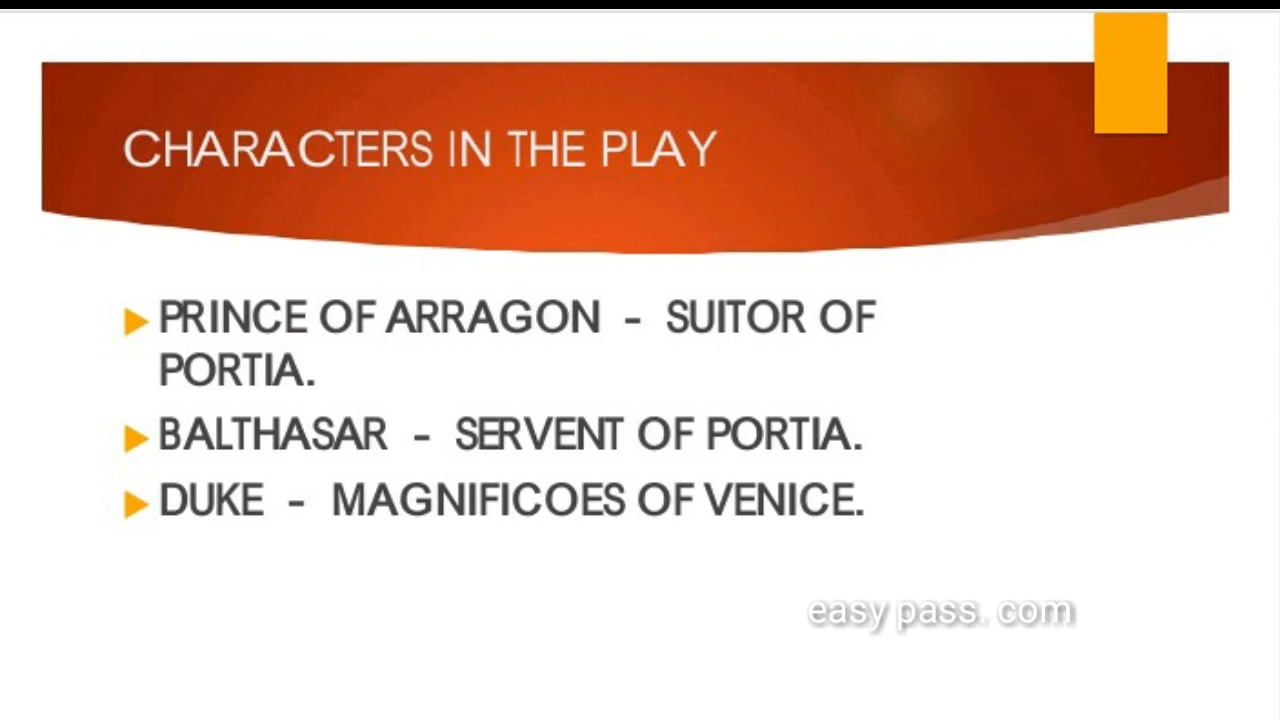 CHARACTERS IN THE PLAY
PRINCE OF ARRAGON - SUITOR OF
PORTIA.
BALTHASAR - SERVENT OF PORTIA.
DUKE - MAGNIFICOES OF VENICE.
easy pass. com